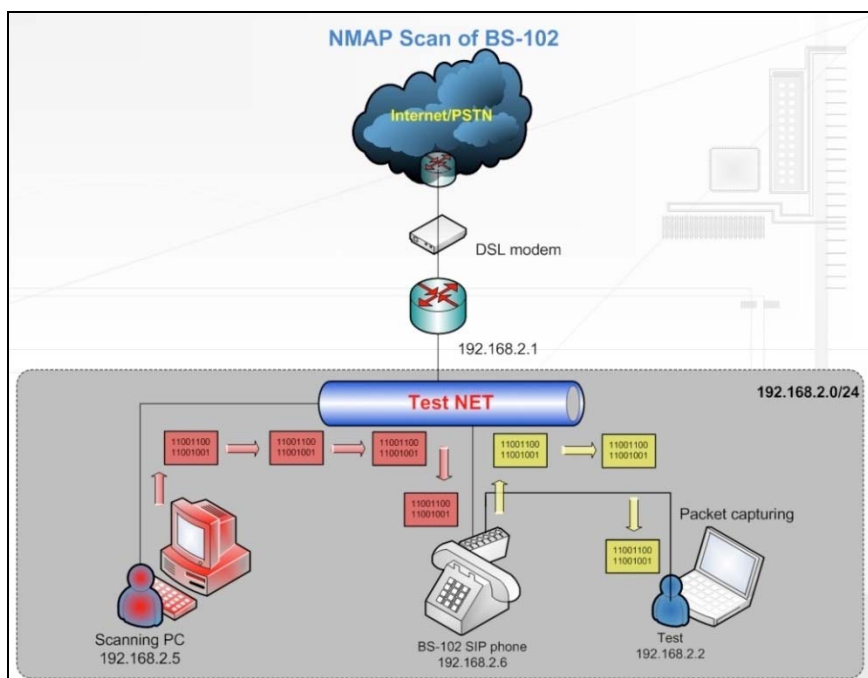 NMAP Scan of BS-102
Internet/PSTN
DSL modem
192.168.2.1
192.168.2.0/24
Test NET
11001100
11001001
11001100
11001001
11001100
11001001
11001100
11001001
11001100
11001001
11001100
11001001
11001100
11001001
Packet capturing
Scanning PC
192.168.2.5
BS-102 SIP phone
192.168.2.6
Test
192.168.2.2